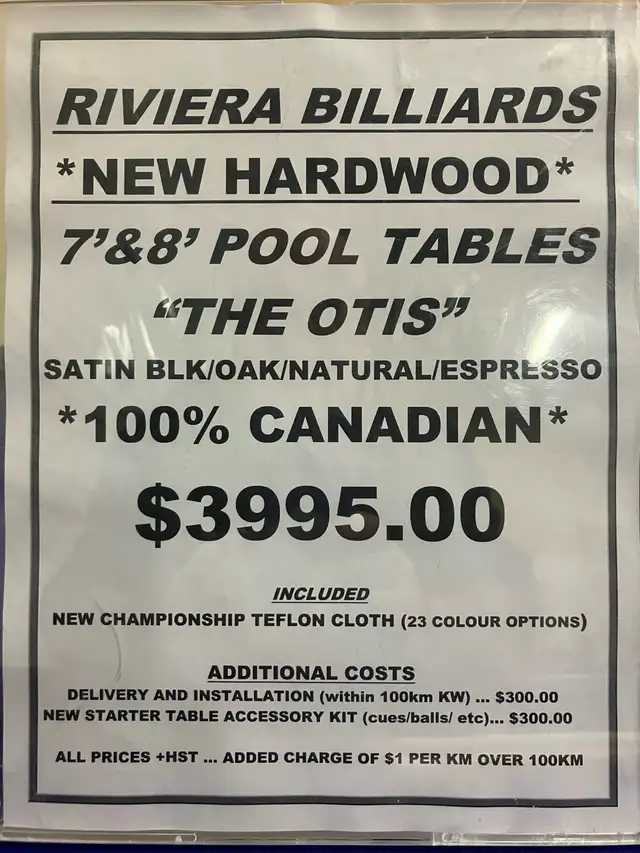 RIVIERA BILLIARDS
*NEW HARDWOOD*
7'&8' POOL TABLES
"THE OTIS"
SATIN BLK/OAK/NATURAL/ESPRESSO
*100% CANADIAN*
$3995.00
INCLUDED
NEW CHAMPIONSHIP TEFLON CLOTH (23 COLOUR OPTIONS)
ADDITIONAL COSTS
DELIVERY AND INSTALLATION (within 100km KW) ... $300.00
NEW STARTER TABLE ACCESSORY KIT (cues/balls/ etc)... $300.00
ALL PRICES +HST ... ADDED CHARGE OF $1 PER KM OVER 100KM